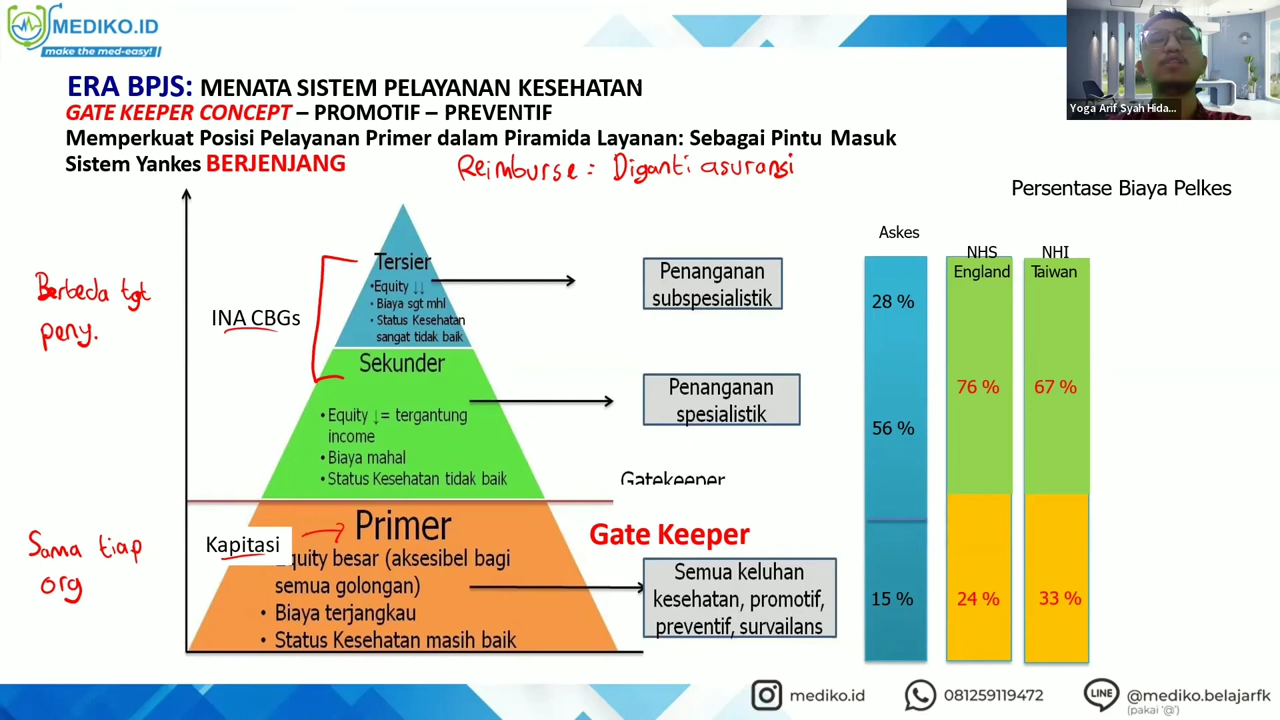 MEDIKO.ID
make the med-easy!
Yoga Arif Syah Hida...
ERA BPJS: MENATA SISTEM PELAYANAN KESEHATAN
GATE KEEPER CONCEPT – PROMOTIF – PREVENTIF
Memperkuat Posisi Pelayanan Primer dalam Piramida Layanan: Sebagai Pintu Masuk
Sistem Yankes BERJENJANG
Reimburse = Diganti asuransi
Persentase Biaya Pelkes
Berbeda tgt
peny.
INA CBGs
Tersier
•Equity ↓↓
• Biaya sgt mhl
• Status Kesehatan
sangat tidak baik
Penanganan
subspesialistik
Sekunder
•Equity ↓= tergantung
income
•Biaya mahal
•Status Kesehatan tidak baik
Penanganan
spesialistik
Gatekeeper
Sama tiap
org
Kapitasi
Primer
quity besar (aksesibel bagi
semua golongan)
• Biaya terjangkau
• Status Kesehatan masih baik
Gate Keeper
Semua keluhan
kesehatan, promotif,
preventif, survailans
Askes
28 %
56 %
15 %
NHS
England
76 %
24 %
NHI
Taiwan
67 %
33 %
mediko.id
081259119472
LINE
@mediko.belajarfk
(pakai '@')